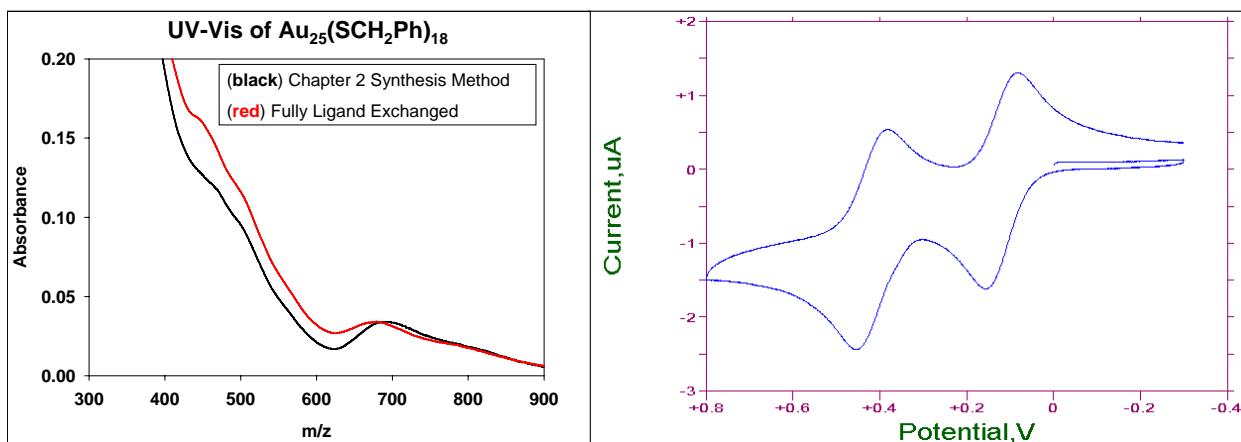 UV-Vis of Au₂₅(SCH₂Ph)₁₈
(black) Chapter 2 Synthesis Method
(red) Fully Ligand Exchanged
Absorbance
0.20
0.15
0.10
0.05
0.00
300 400 500 600 700 800 900
m/z
Current,uA
+2
+1
0
-1
-2
-3
+0.8 +0.6 +0.4 +0.2 0 -0.2 -0.4
Potential,V